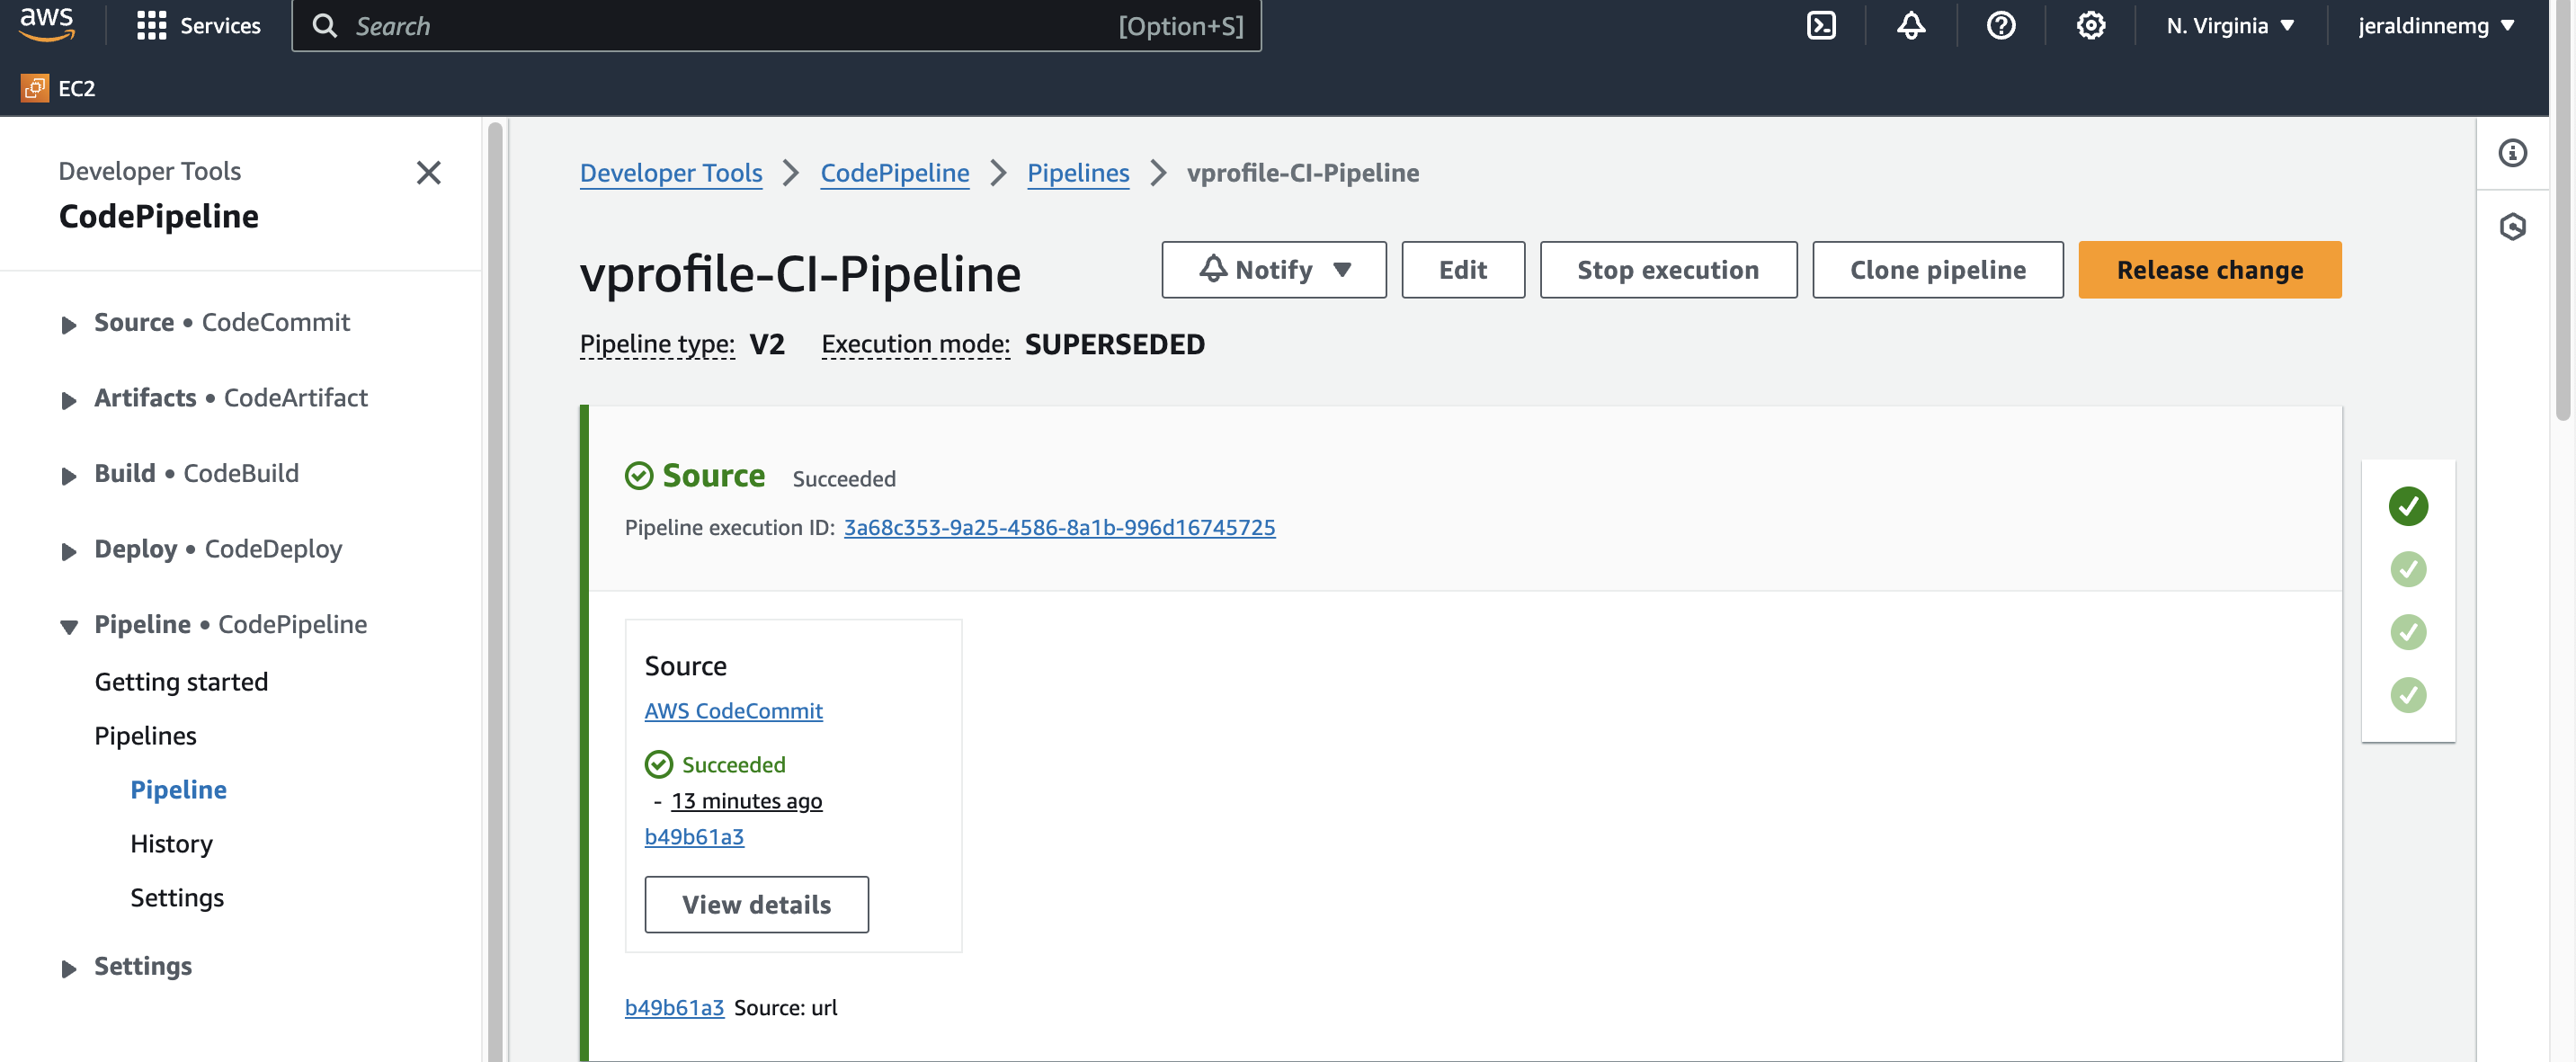 aws
Services
Search
[Option+S]
N. Virginia
jeraldinnemg
EC2
Developer Tools
CodePipeline
Source • CodeCommit
Artifacts • CodeArtifact
Build • CodeBuild
Deploy • CodeDeploy
Pipeline • CodePipeline
Getting started
Pipelines
Pipeline
History
Settings
Settings
Developer Tools
CodePipeline
Pipelines
vprofile-CI-Pipeline
vprofile-CI-Pipeline
Notify
Edit
Stop execution
Clone pipeline
Release change
Pipeline type: V2
Execution mode: SUPERSEDED
Source Succeeded
Pipeline execution ID: 3a68c353-9a25-4586-8a1b-996d16745725
Source
AWS CodeCommit
Succeeded
- 13 minutes ago
b49b61a3
View details
b49b61a3 Source: url